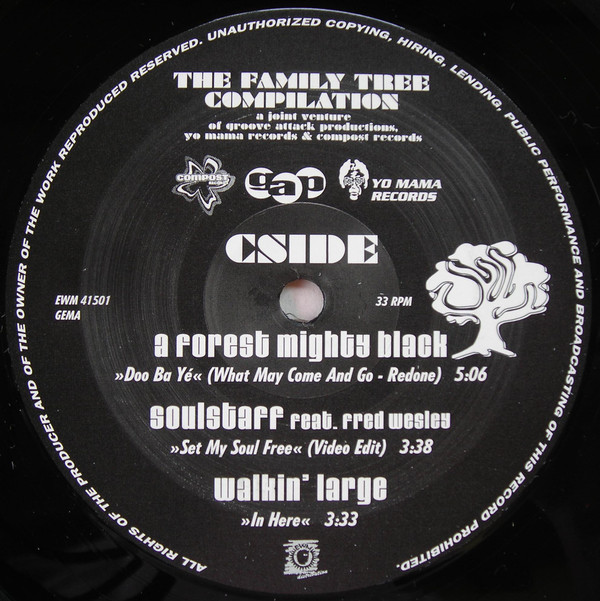 ALL RIGHTS OF THE PRODUCER AND OF THE OWNER OF THE WORK REPRODUCED RESERVED. UNAUTHORIZED COPYING, HIRING, LENDING, PUBLIC PERFORMANCE AND BROADCASTING OF THIS RECORD PROHIBITED.
THE FAMILY TREE
COMPILATION
a joint venture
of groove attack productions,
yo mama records & compost records
COMPOST
gap
YO MAMA
RECORDS
CSIDE
EWM 41501
GEMA
33 RPM
a forest mighty black
»Doo Ba Yé« (What May Come And Go - Redone) 5:06
soulstaff feat. fred wesley
»Set My Soul Free« (Video Edit) 3:38
walkin' large
»In Here« 3:33
distribution